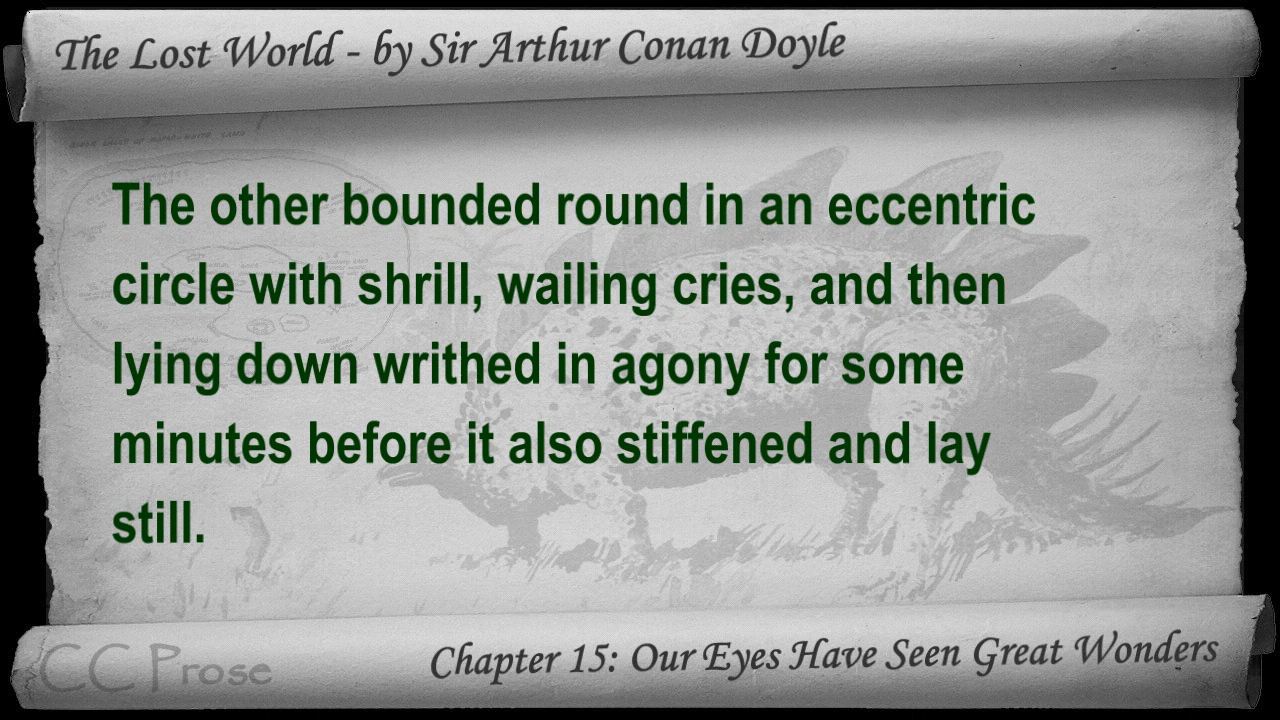 The Lost World - by Sir Arthur Conan Doyle
The other bounded round in an eccentric
circle with shrill, wailing cries, and then
lying down writhed in agony for some
minutes before it also stiffened and lay
still.
CC Prose
Chapter 15: Our Eyes Have Seen Great Wonders